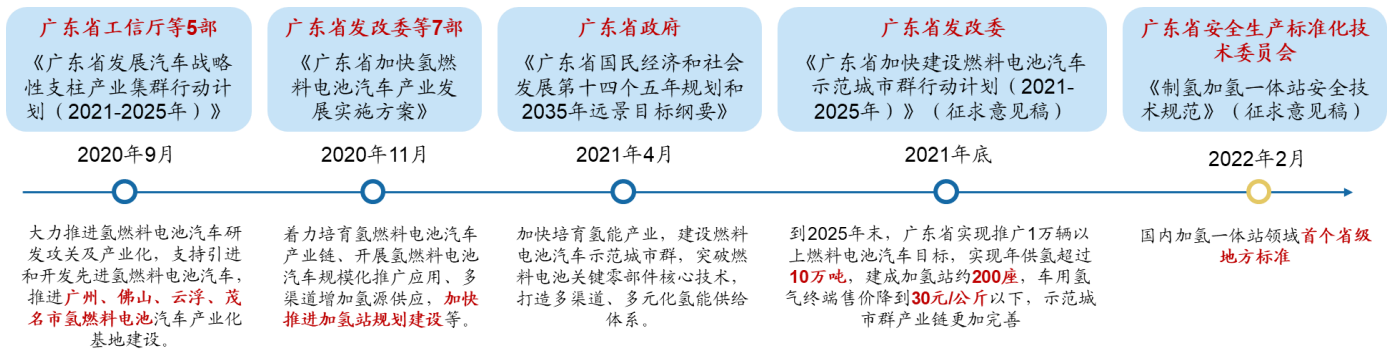 广东省工信厅等5部
《广东省发展汽车战略
性支柱产业集群行动计
划（2021-2025年）》
2020年9月
大力推进氢燃料电池汽车研
发攻关及产业化，支持引进
和开发先进氢燃料电池汽车，
推进广州、佛山、云浮、茂
名市氢燃料电池汽车产业化
基地建设。
广东省发改委等7部
《广东省加快氢燃
料电池汽车产业发
展实施方案》
2020年11月
着力培育氢燃料电池汽车
产业链、开展氢燃料电池
汽车规模化推广应用、多
渠道增加氢源供应，加快
推进加氢站规划建设等。
广东省政府
《广东省国民经济和社会
发展第十四个五年规划和
2035年远景目标纲要》
2021年4月
加快培育氢能产业，建设燃料
电池汽车示范城市群，突破燃
料电池关键零部件核心技术，
打造多渠道、多元化氢能供给
体系。
广东省发改委
《广东省加快建设燃料电池汽车
示范城市群行动计划（2021-
2025年）》（征求意见稿）
2021年底
到2025年末，广东省实现推广1万辆以
上燃料电池汽车目标，实现年供氢超过
10万吨，建成加氢站约200座，车用氢
气终端售价降到30元/公斤以下，示范城
市群产业链更加完善
广东省安全生产标准化技
术委员会
《制氢加氢一体站安全技
术规范》（征求意见稿）
2022年2月
国内加氢一体站领域首个省级
地方标准